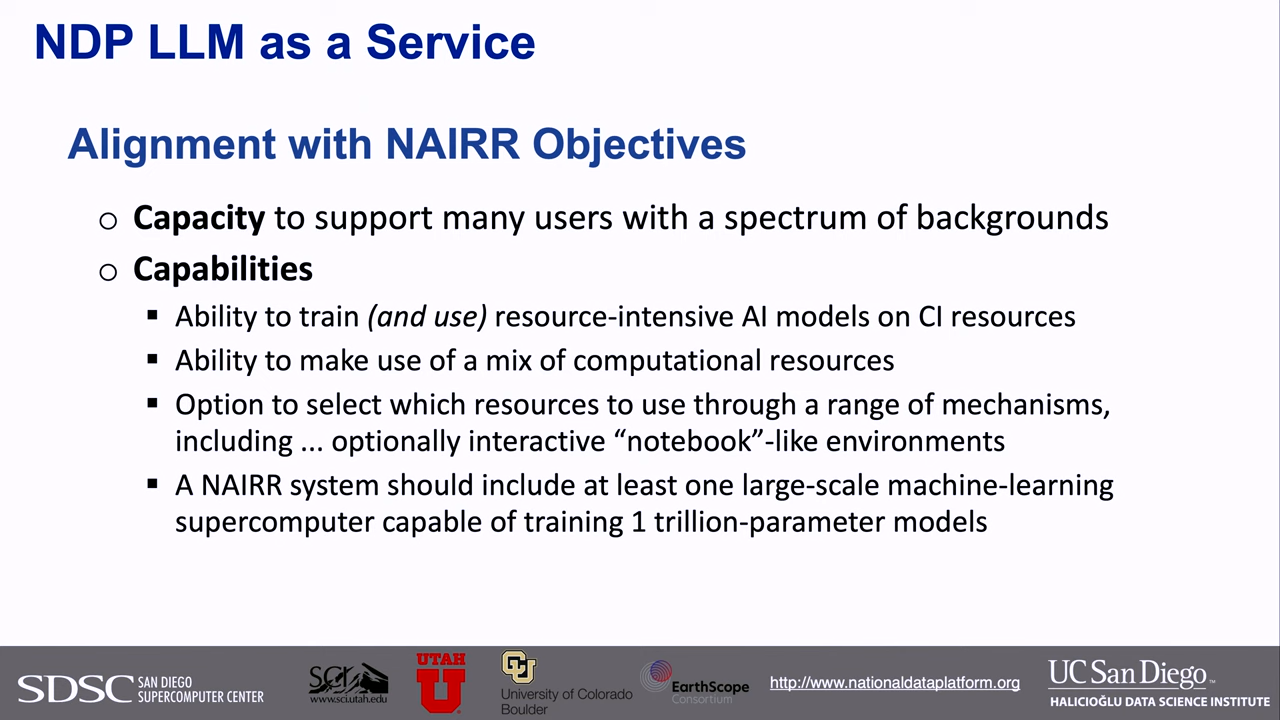 NDP LLM as a Service
Alignment with NAIRR Objectives
o Capacity to support many users with a spectrum of backgrounds
o Capabilities
▪ Ability to train (and use) resource-intensive AI models on CI resources
▪ Ability to make use of a mix of computational resources
▪ Option to select which resources to use through a range of mechanisms,
including ... optionally interactive “notebook”-like environments
▪ A NAIRR system should include at least one large-scale machine-learning
supercomputer capable of training 1 trillion-parameter models
SDSC SAN DIEGO
SUPERCOMPUTER CENTER
SCI
www.sci.utah.edu
UTAH
U
CU
University of Colorado
Boulder
EarthScope
Consortium
http://www.nationaldataplatform.org
UC San Diego™
HALICIOĞLU DATA SCIENCE INSTITUTE